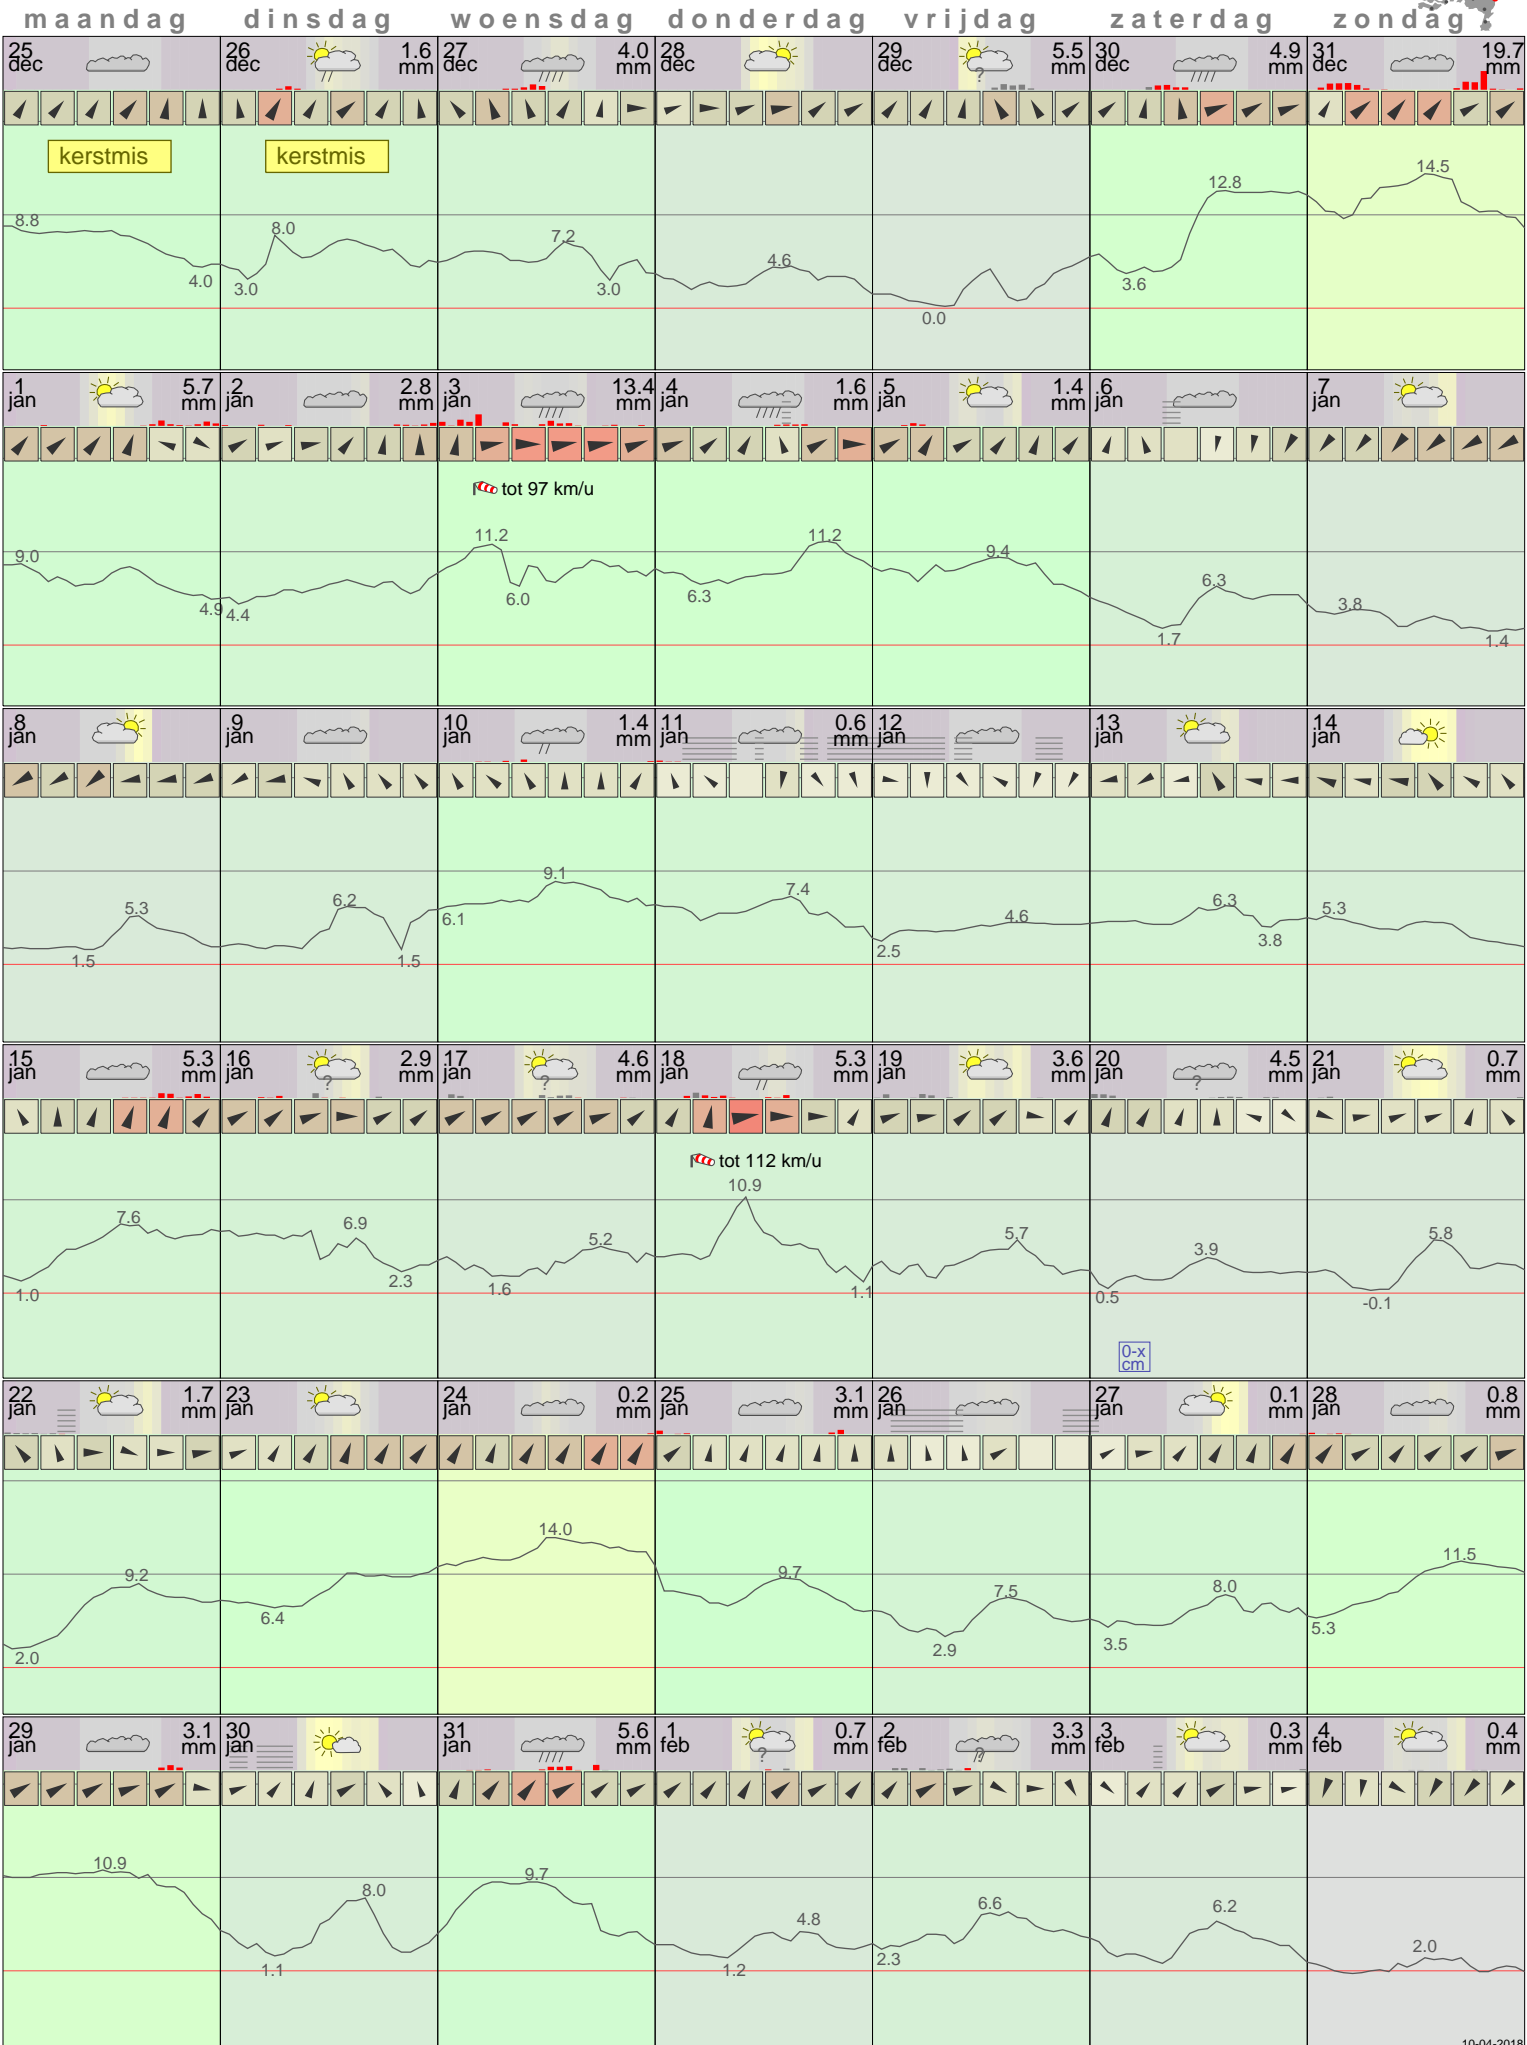 maandag dinsdag woensdag donderdag vrijdag zaterdag zondag
25 dec
26 dec 1.6 mm
27 dec 4.0 mm
28 dec
29 dec ? 5.5 mm
30 dec 4.9 mm
31 dec 19.7 mm
kerstmis kerstmis
8.8 4.0 3.0 8.0 7.2 3.0 4.6 0.0 3.6 12.8 14.5
1 jan 5.7 mm
2 jan 2.8 mm
3 jan 13.4 mm
4 jan 1.6 mm
5 jan 1.4 mm
6 jan
7 jan
tot 97 km/u
9.0 4.9 4.4 11.2 6.0 6.3 11.2 9.4 1.7 6.3 3.8 1.4
8 jan
9 jan
10 jan 1.4 mm
11 jan 0.6 mm
12 jan
13 jan
14 jan
1.5 5.3 6.2 1.5 6.1 9.1 7.4 2.5 4.6 6.3 3.8 5.3
15 jan 5.3 mm
16 jan ? 2.9 mm
17 jan ? 4.6 mm
18 jan 5.3 mm
19 jan 3.6 mm
20 jan ? 4.5 mm
21 jan 0.7 mm
tot 112 km/u
1.0 7.6 6.9 2.3 1.6 5.2 10.9 1.1 5.7 0.5 3.9 -0.1 5.8
0-x
cm
22 jan 1.7 mm
23 jan
24 jan 0.2 mm
25 jan 3.1 mm
26 jan
27 jan 0.1 mm
28 jan 0.8 mm
2.0 9.2 6.4 14.0 9.7 2.9 7.5 3.5 8.0 5.3 11.5
29 jan 3.1 mm
30 jan
31 jan 5.6 mm
1 feb ? 0.7 mm
2 feb ? 3.3 mm
3 feb 0.3 mm
4 feb 0.4 mm
10.9 1.1 8.0 9.7 1.2 4.8 2.3 6.6 6.2 2.0
10-04-2018